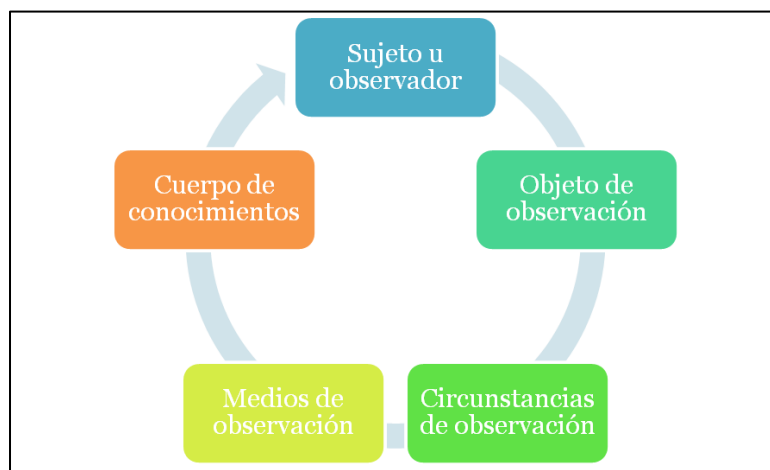 Sujeto u
observador
Objeto de
observación
Circunstancias
de observación
Medios de
observación
Cuerpo de
conocimientos